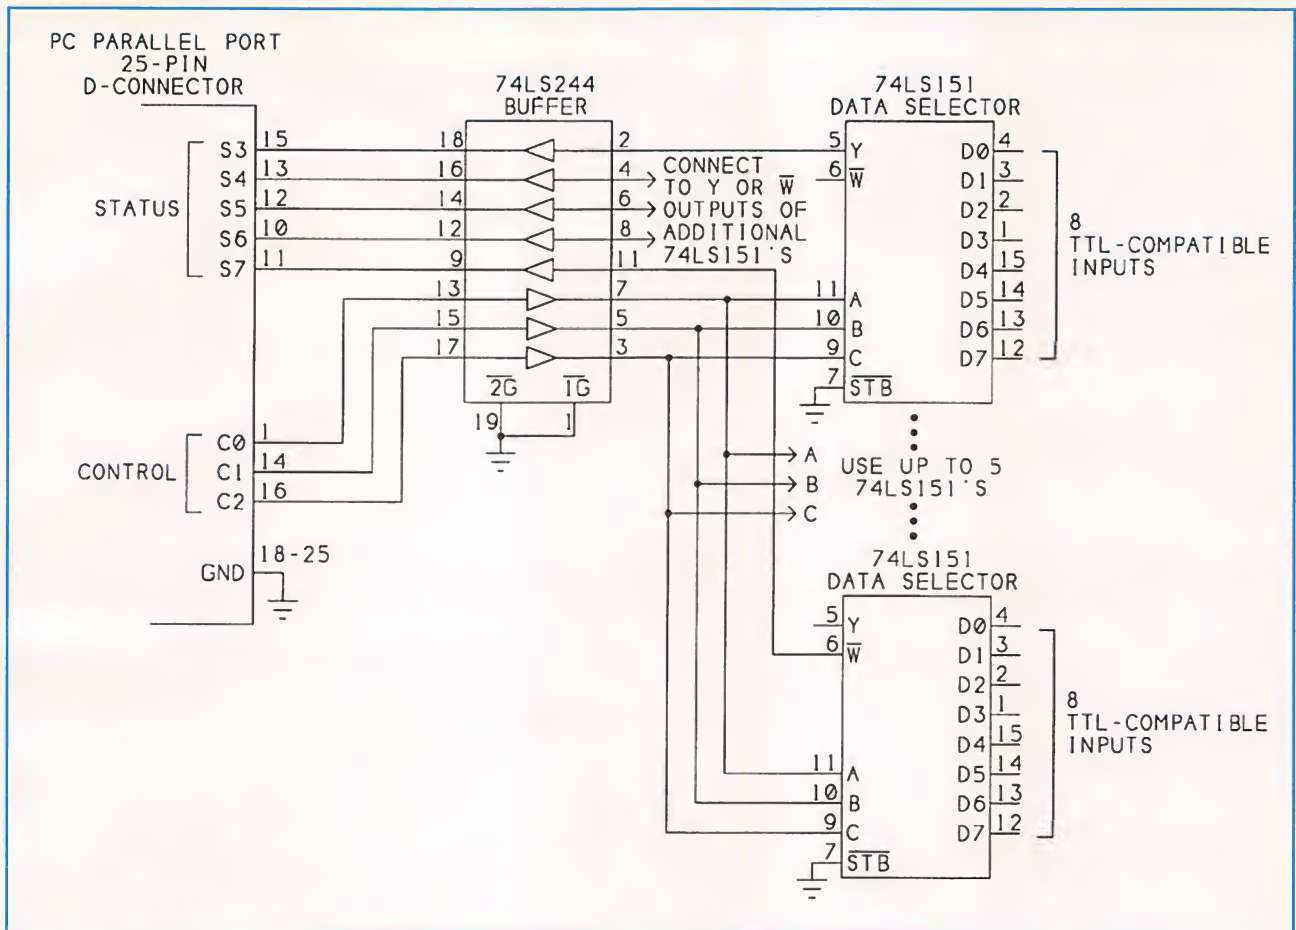 PC PARALLEL PORT
25-PIN
D-CONNECTOR
74LS244
BUFFER
74LS151
DATA SELECTOR
STATUS
S3 15
S4 13
S5 12
S6 10
S7 11
18 2
16 4
14 6
12 8
9 11
13 7
15 5
17 3
2G 1G
19 1
CONNECT
TO Y OR W
OUTPUTS OF
ADDITIONAL
74LS151'S
5 Y
6 W
11 A
10 B
9 C
7 STB
D0 4
D1 3
D2 2
D3 1
D4 15
D5 14
D6 13
D7 12
8
TTL-COMPATIBLE
INPUTS
CONTROL
C0 1
C1 14
C2 16
GND 18-25
A
B
C
USE UP TO 5
74LS151'S
74LS151
DATA SELECTOR
5 Y
6 W
11 A
10 B
9 C
7 STB
D0 4
D1 3
D2 2
D3 1
D4 15
D5 14
D6 13
D7 12
8
TTL-COMPATIBLE
INPUTS